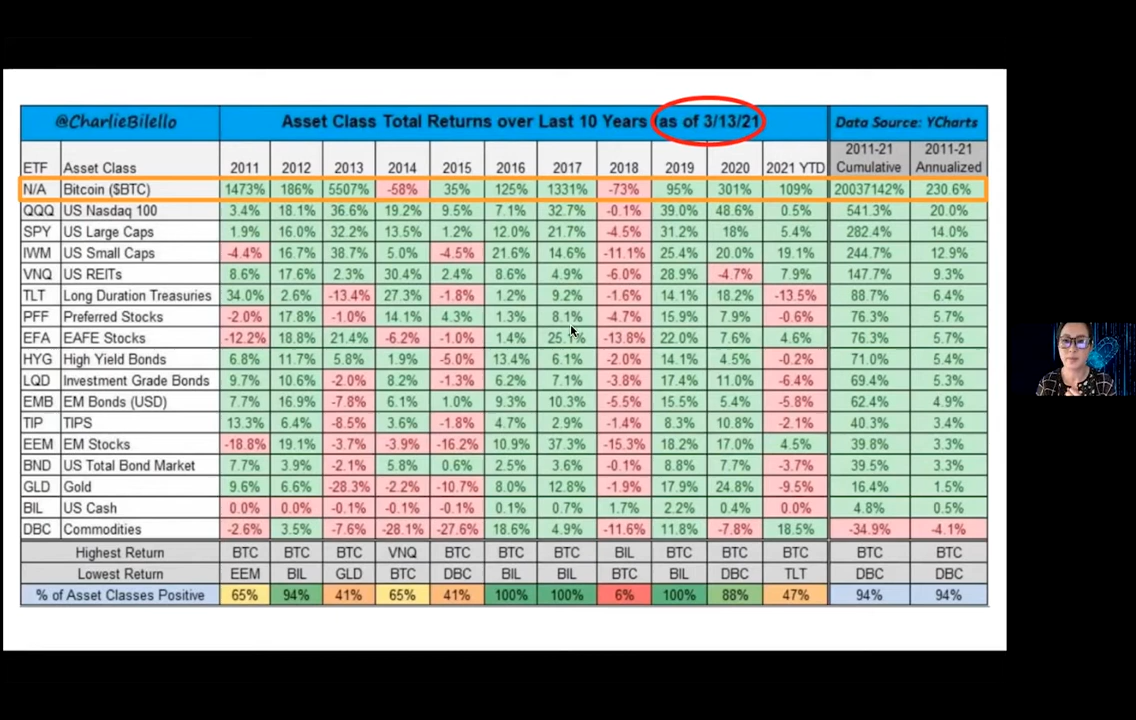 @CharlieBilello Asset Class Total Returns over Last 10 Years (as of 3/13/21 Data Source: YCharts
ETF Asset Class 2011 2012 2013 2014 2015 2016 2017 2018 2019 2020 2021 YTD 2011-21 Cumulative 2011-21 Annualized
N/A Bitcoin ($BTC) 1473% 186% 5507% -58% 35% 125% 1331% -73% 95% 301% 109% 20037142% 230.6%
QQQ US Nasdaq 100 3.4% 18.1% 36.6% 19.2% 9.5% 7.1% 32.7% -0.1% 39.0% 48.6% 0.5% 541.3% 20.0%
SPY US Large Caps 1.9% 16.0% 32.2% 13.5% 1.2% 12.0% 21.7% -4.5% 31.2% 18% 5.4% 282.4% 14.0%
IWM US Small Caps -4.4% 16.7% 38.7% 5.0% -4.5% 21.6% 14.6% -11.1% 25.4% 20.0% 19.1% 244.7% 12.9%
VNQ US REITs 8.6% 17.6% 2.3% 30.4% 2.4% 8.6% 4.9% -6.0% 28.9% -4.7% 7.9% 147.7% 9.3%
TLT Long Duration Treasuries 34.0% 2.6% -13.4% 27.3% -1.8% 1.2% 9.2% -1.6% 14.1% 18.2% -13.5% 88.7% 6.4%
PFF Preferred Stocks -2.0% 17.8% -1.0% 14.1% 4.3% 1.3% 8.1% -4.7% 15.9% 7.9% -0.6% 76.3% 5.7%
EFA EAFE Stocks -12.2% 18.8% 21.4% -6.2% -1.0% 1.4% -13.8% 22.0% 7.6% 4.6% 76.3% 5.7%
HYG High Yield Bonds 6.8% 11.7% 5.8% 1.9% -5.0% 13.4% 6.1% -2.0% 14.1% 4.5% -0.2% 71.0% 5.4%
LQD Investment Grade Bonds 9.7% 10.6% -2.0% 8.2% -1.3% 6.2% 7.1% -3.8% 17.4% 11.0% -6.4% 69.4% 5.3%
EMB EM Bonds (USD) 7.7% 16.9% -7.8% 6.1% 1.0% 9.3% 10.3% -5.5% 15.5% 5.4% -5.8% 62.4% 4.9%
TIP TIPS 13.3% 6.4% -8.5% 3.6% -1.8% 4.7% 2.9% -1.4% 8.3% 10.8% -2.1% 40.3% 3.4%
EEM EM Stocks -18.8% 19.1% -3.7% -3.9% -16.2% 10.9% 37.3% -15.3% 18.2% 17.0% 4.5% 39.8% 3.3%
BND US Total Bond Market 7.7% 3.9% -2.1% 5.8% 0.6% 2.5% 3.6% -0.1% 8.8% 7.7% -3.7% 39.5% 3.3%
GLD Gold 9.6% 6.6% -28.3% -2.2% -10.7% 8.0% 12.8% -1.9% 17.9% 24.8% -9.5% 16.4% 1.5%
BIL US Cash 0.0% 0.0% -0.1% -0.1% -0.1% 0.1% 0.7% 1.7% 2.2% 0.4% 0.0% 4.8% 0.5%
DBC Commodities -2.6% 3.5% -7.6% -28.1% -27.6% 18.6% 4.9% -11.6% 11.8% -7.8% 18.5% -34.9% -4.1%
Highest Return BTC BTC BTC VNQ BTC BTC BTC BIL BTC BTC BTC BTC BTC
Lowest Return EEM BIL GLD BTC DBC BIL BIL BTC BIL DBC TLT DBC DBC
% of Asset Classes Positive 65% 94% 41% 65% 41% 100% 100% 6% 100% 88% 47% 94% 94%